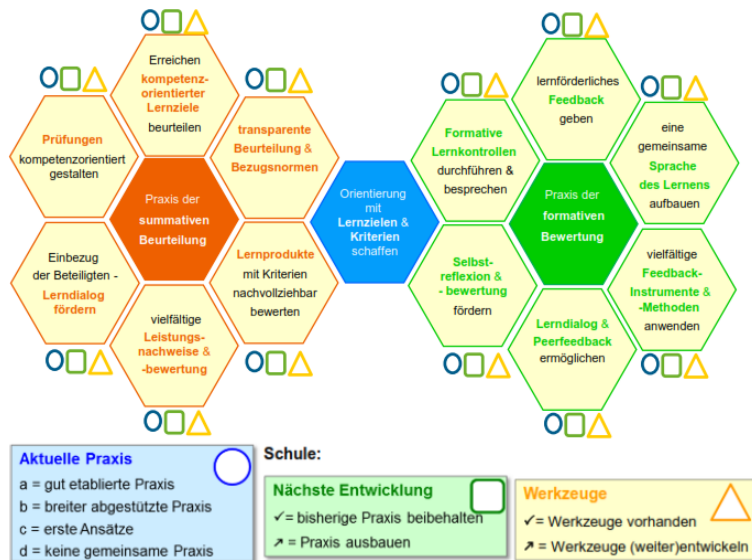 Erreichen
kompetenz-
orientierter
Lernziele
beurteilen
Prüfungen
kompetenzorientiert
gestalten
transparente
Beurteilung &
Bezugsnormen
Praxis der
summativen
Beurteilung
Einbezug
der Beteiligten -
Lerndialog
fördern
Lernprodukte
mit Kriterien
nachvollziehbar
bewerten
vielfältige
Leistungs-
nachweise &
-bewertung
Orientierung
mit
Lernzielen &
Kriterien
schaffen
lernförderliches
Feedback
geben
Formative
Lernkontrollen
durchführen &
besprechen
eine
gemeinsame
Sprache
des Lernens
aufbauen
Praxis der
formativen
Bewertung
Selbst-
reflexion &
- bewertung
fördern
vielfältige
Feedback-
Instrumente &
-Methoden
anwenden
Lerndialog &
Peerfeedback
ermöglichen
Aktuelle Praxis
a = gut etablierte Praxis
b = breiter abgestützte Praxis
c = erste Ansätze
d = keine gemeinsame Praxis
Schule:
Nächste Entwicklung
✓= bisherige Praxis beibehalten
↗ = Praxis ausbauen
Werkzeuge
✓= Werkzeuge vorhanden
↗ = Werkzeuge (weiter)entwickeln